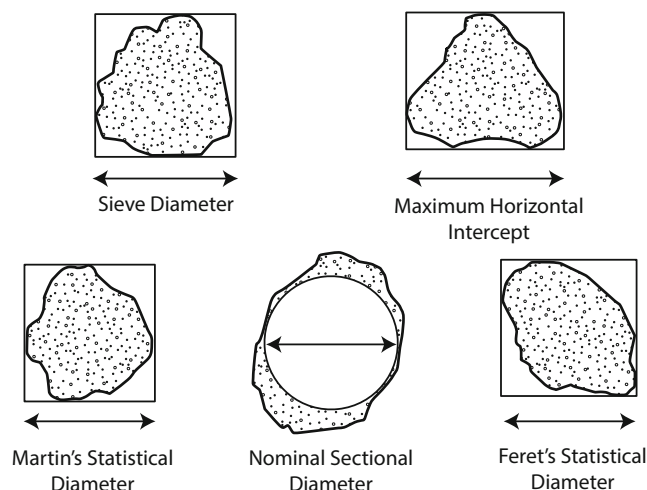 Sieve Diameter
Maximum Horizontal
Intercept
Martin's Statistical
Diameter
Nominal Sectional
Diameter
Feret's Statistical
Diameter